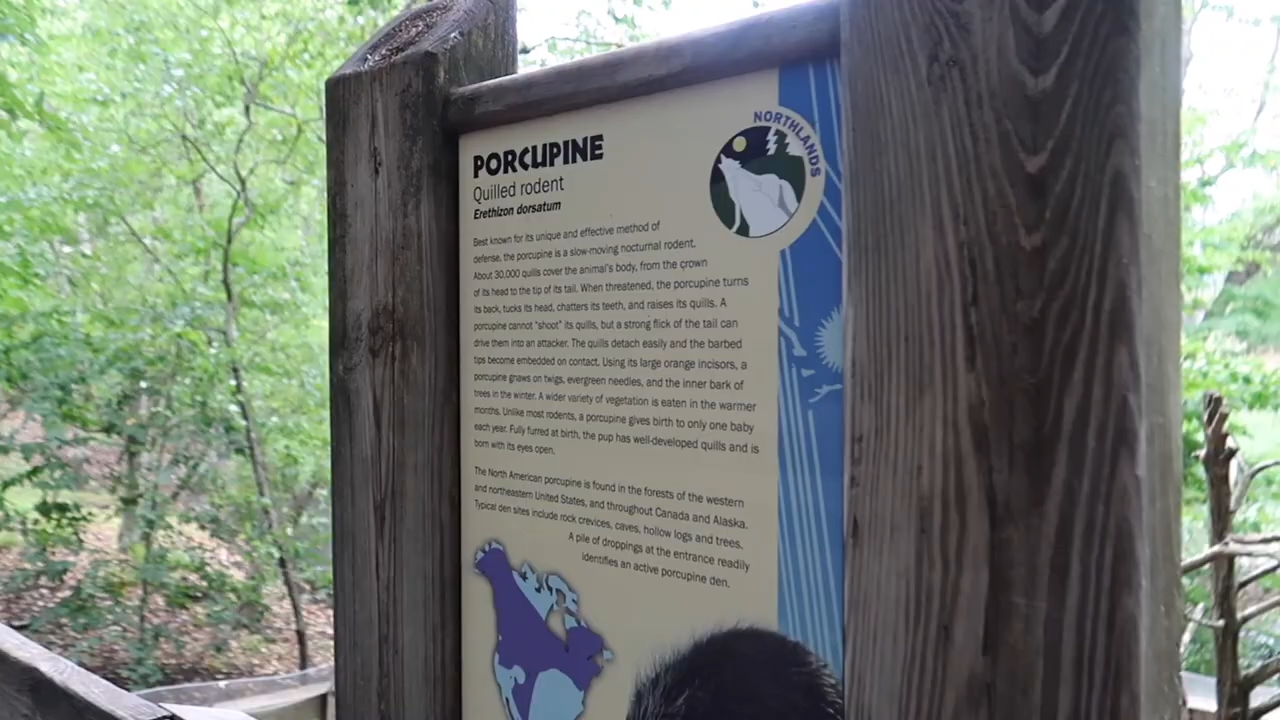 PORCUPINE
Quilled rodent
Erethizon dorsatum
NORTHLANDS
Best known for its unique and effective method of
defense, the porcupine is a slow-moving nocturnal rodent.
About 30,000 quills cover the animal's body, from the crown
of its head to the tip of its tail. When threatened, the porcupine turns
its back, tucks its head, chatters its teeth, and raises its quills. A
porcupine cannot "shoot" its quills, but a strong flick of the tail can
drive them into an attacker. The quills detach easily and the barbed
tips become embedded on contact. Using its large orange incisors, a
porcupine gnaws on twigs, evergreen needles, and the inner bark of
trees in the winter. A wider variety of vegetation is eaten in the warmer
months. Unlike most rodents, a porcupine gives birth to only one baby
each year. Fully furred at birth, the pup has well-developed quills and is
born with its eyes open.
The North American porcupine is found in the forests of the western
and northeastern United States, and throughout Canada and Alaska.
Typical den sites include rock crevices, caves, hollow logs and trees.
A pile of droppings at the entrance readily
identifies an active porcupine den.